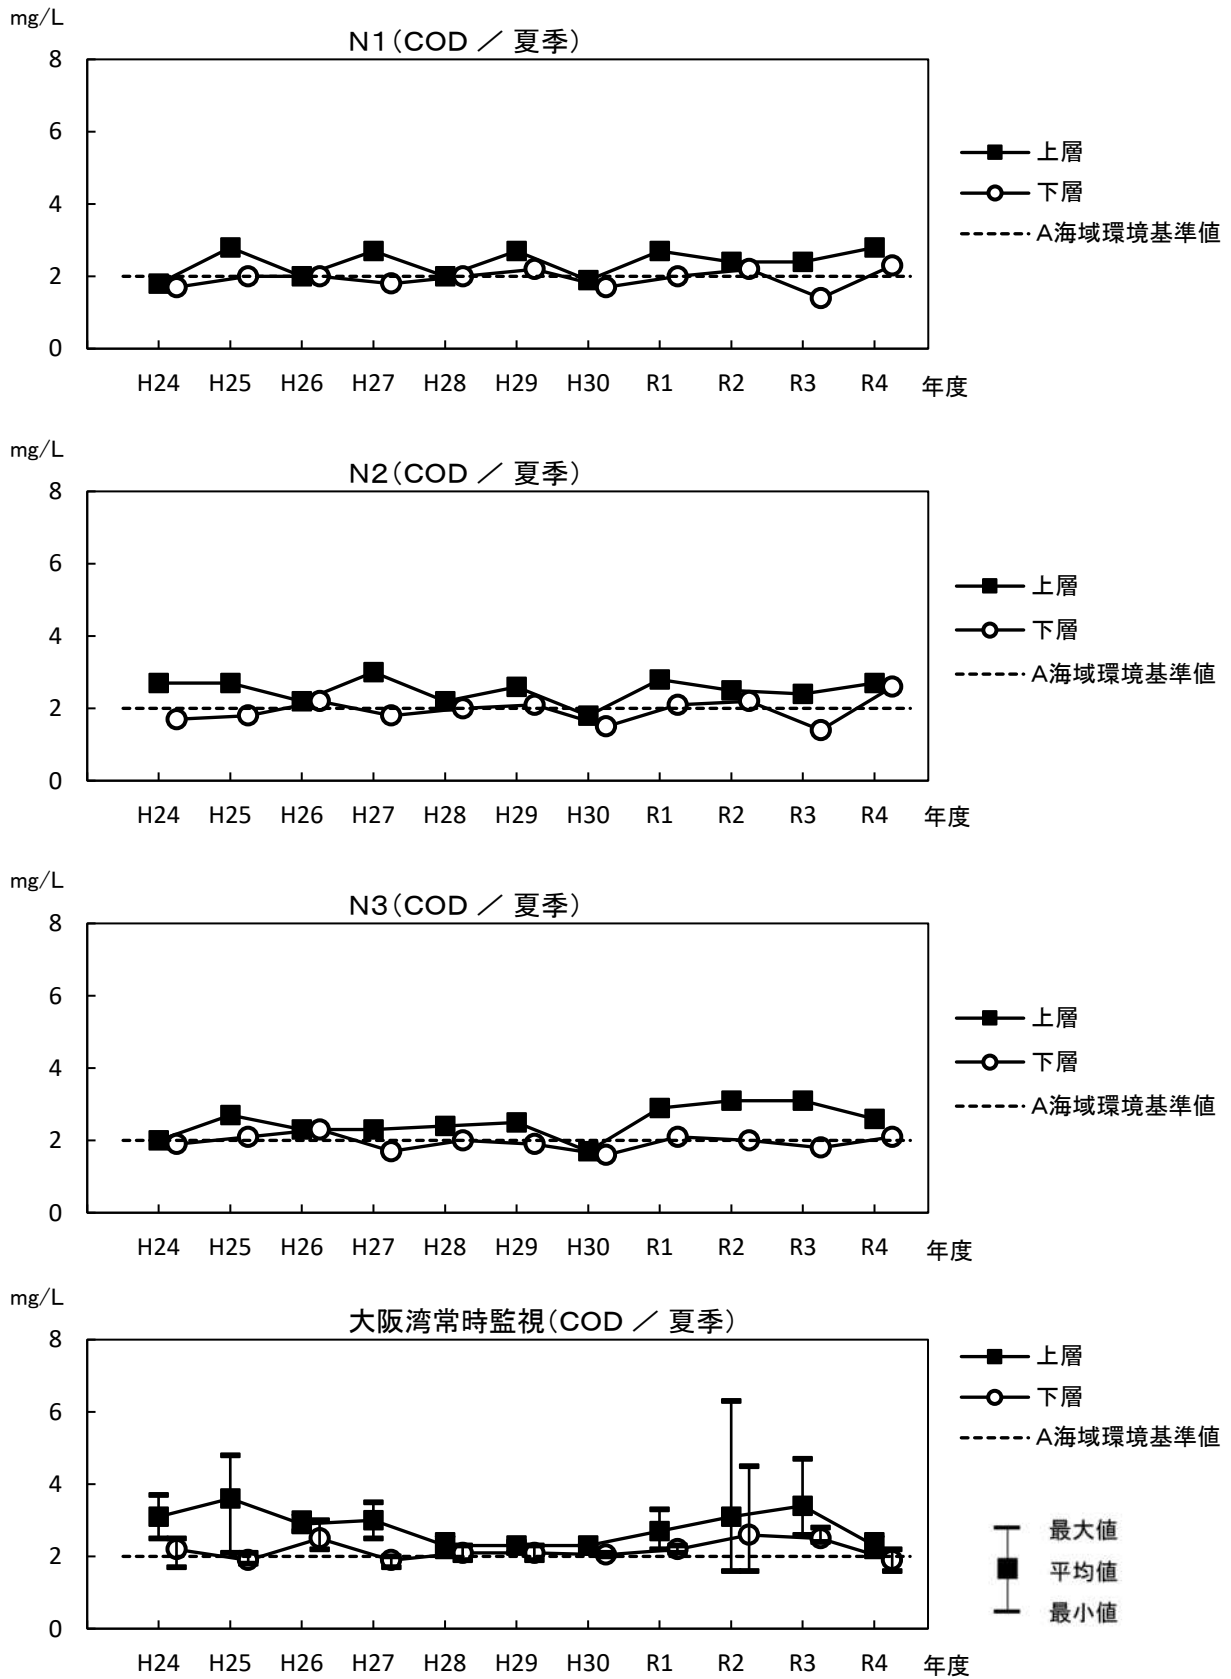 mg/L
N1(COD ／ 夏季)
8
6
4
2
0
H24 H25 H26 H27 H28 H29 H30 R1 R2 R3 R4 年度
上層
下層
A海域環境基準値
mg/L
N2(COD ／ 夏季)
8
6
4
2
0
H24 H25 H26 H27 H28 H29 H30 R1 R2 R3 R4 年度
上層
下層
A海域環境基準値
mg/L
N3(COD ／ 夏季)
8
6
4
2
0
H24 H25 H26 H27 H28 H29 H30 R1 R2 R3 R4 年度
上層
下層
A海域環境基準値
mg/L
大阪湾常時監視(COD ／ 夏季)
8
6
4
2
0
H24 H25 H26 H27 H28 H29 H30 R1 R2 R3 R4 年度
上層
下層
A海域環境基準値
最大値
平均値
最小値